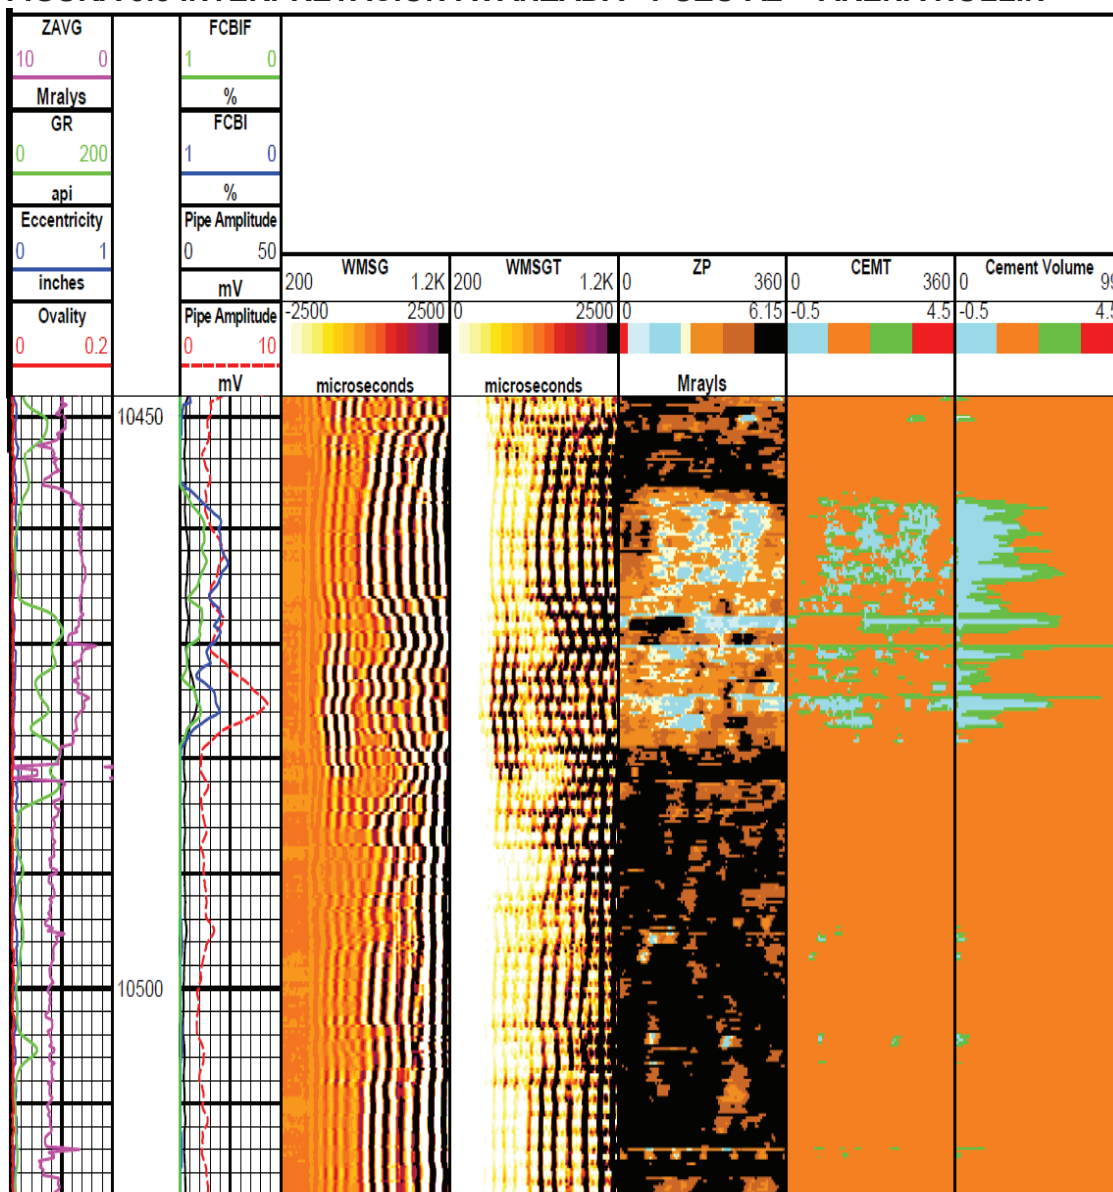 ZAVG
10 0
Mralys
GR
0 200
api
Eccentricity
0 1
inches
Ovality
0 0.2
FCBIF
1 0
%
FCBI
1 0
%
Pipe Amplitude
0 50
mV
Pipe Amplitude
0 10
mV
WMSG
200 1.2K
-2500 2500
microseconds
WMSGT
200 1.2K
0 2500
microseconds
ZP
0 360
0 6.15
Mrayls
CEMT
0 360
-0.5 4.5
Cement Volume
0 99
-0.5 4.5
10450
10500